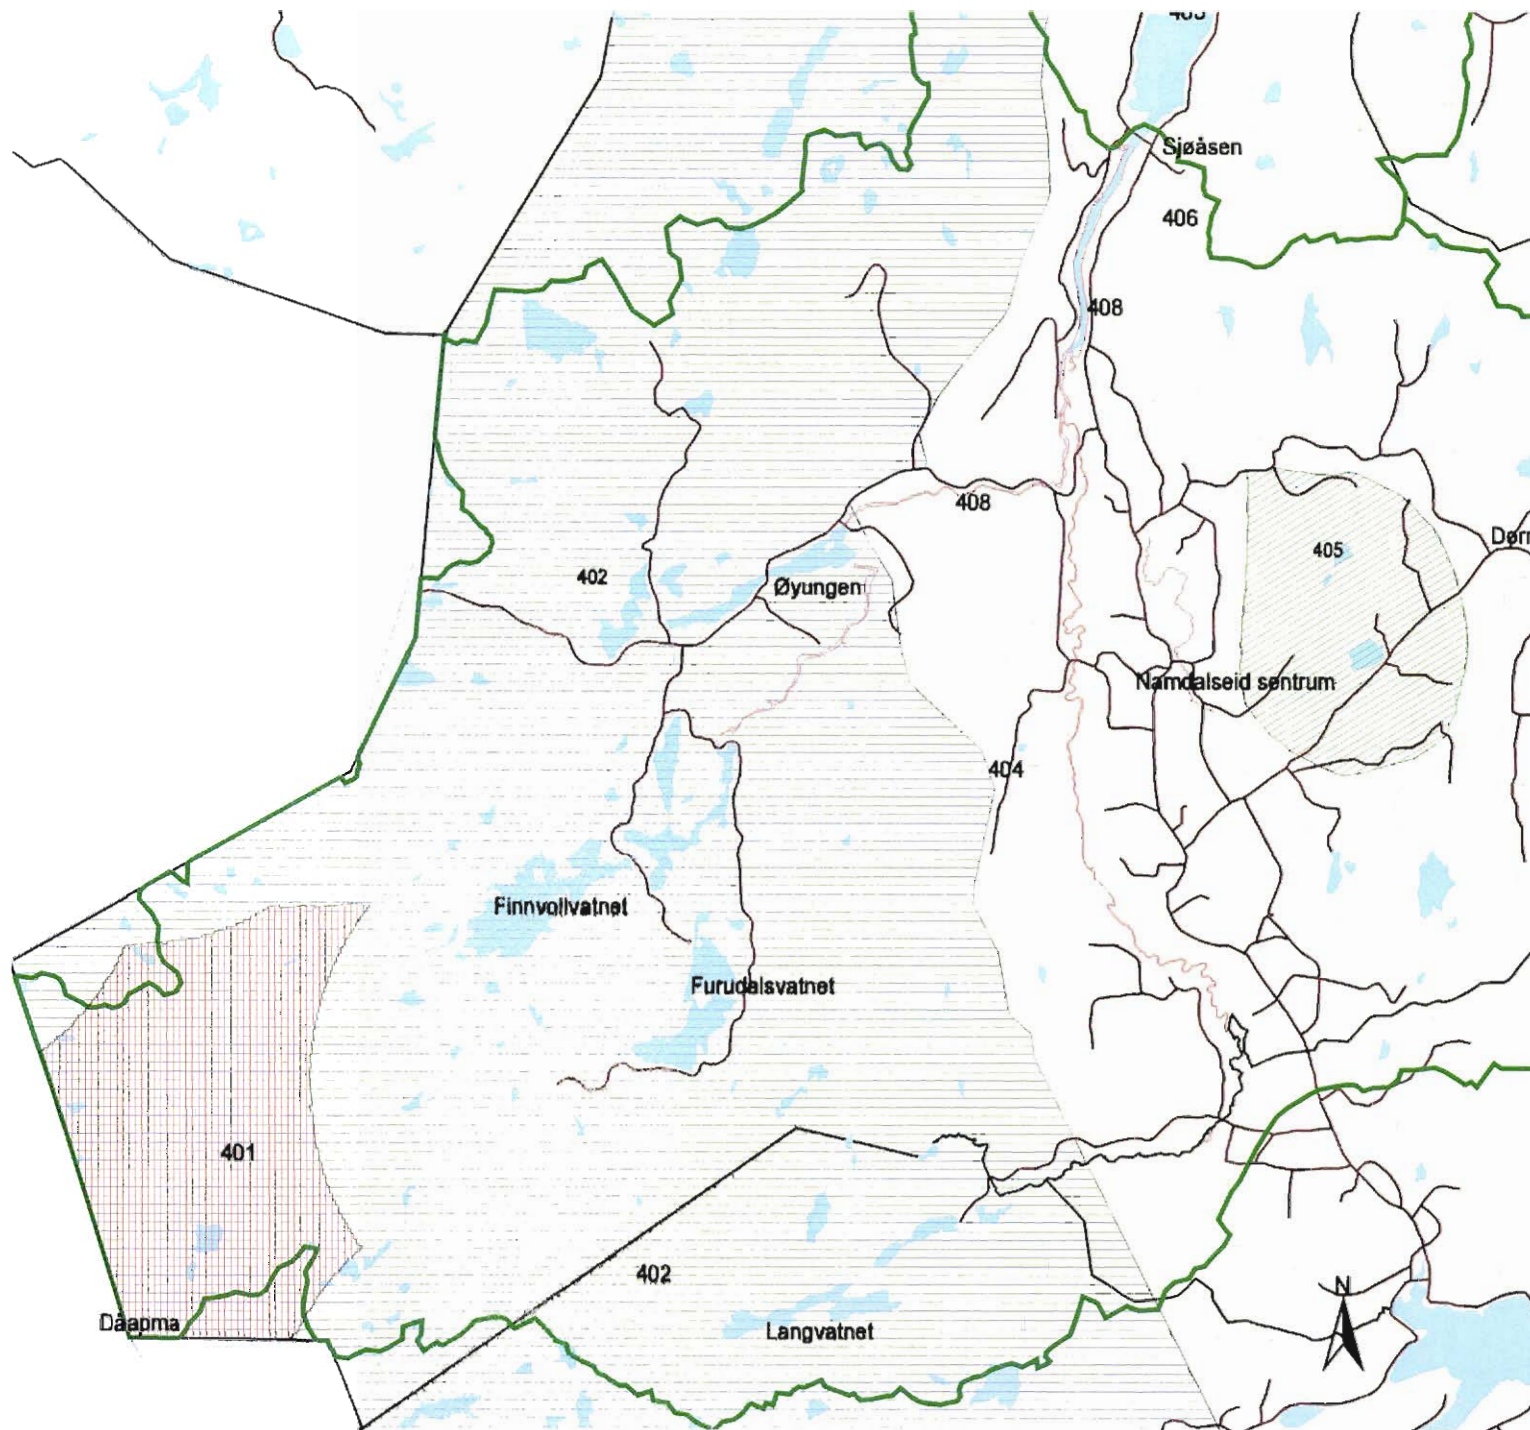 Sjøåsen
406
408
408
405
402
Øyungen
Namdalseid sentrum
404
Finnvollvatnet
Furudalsvatnet
401
402
N
Dåapma
Langvatnet